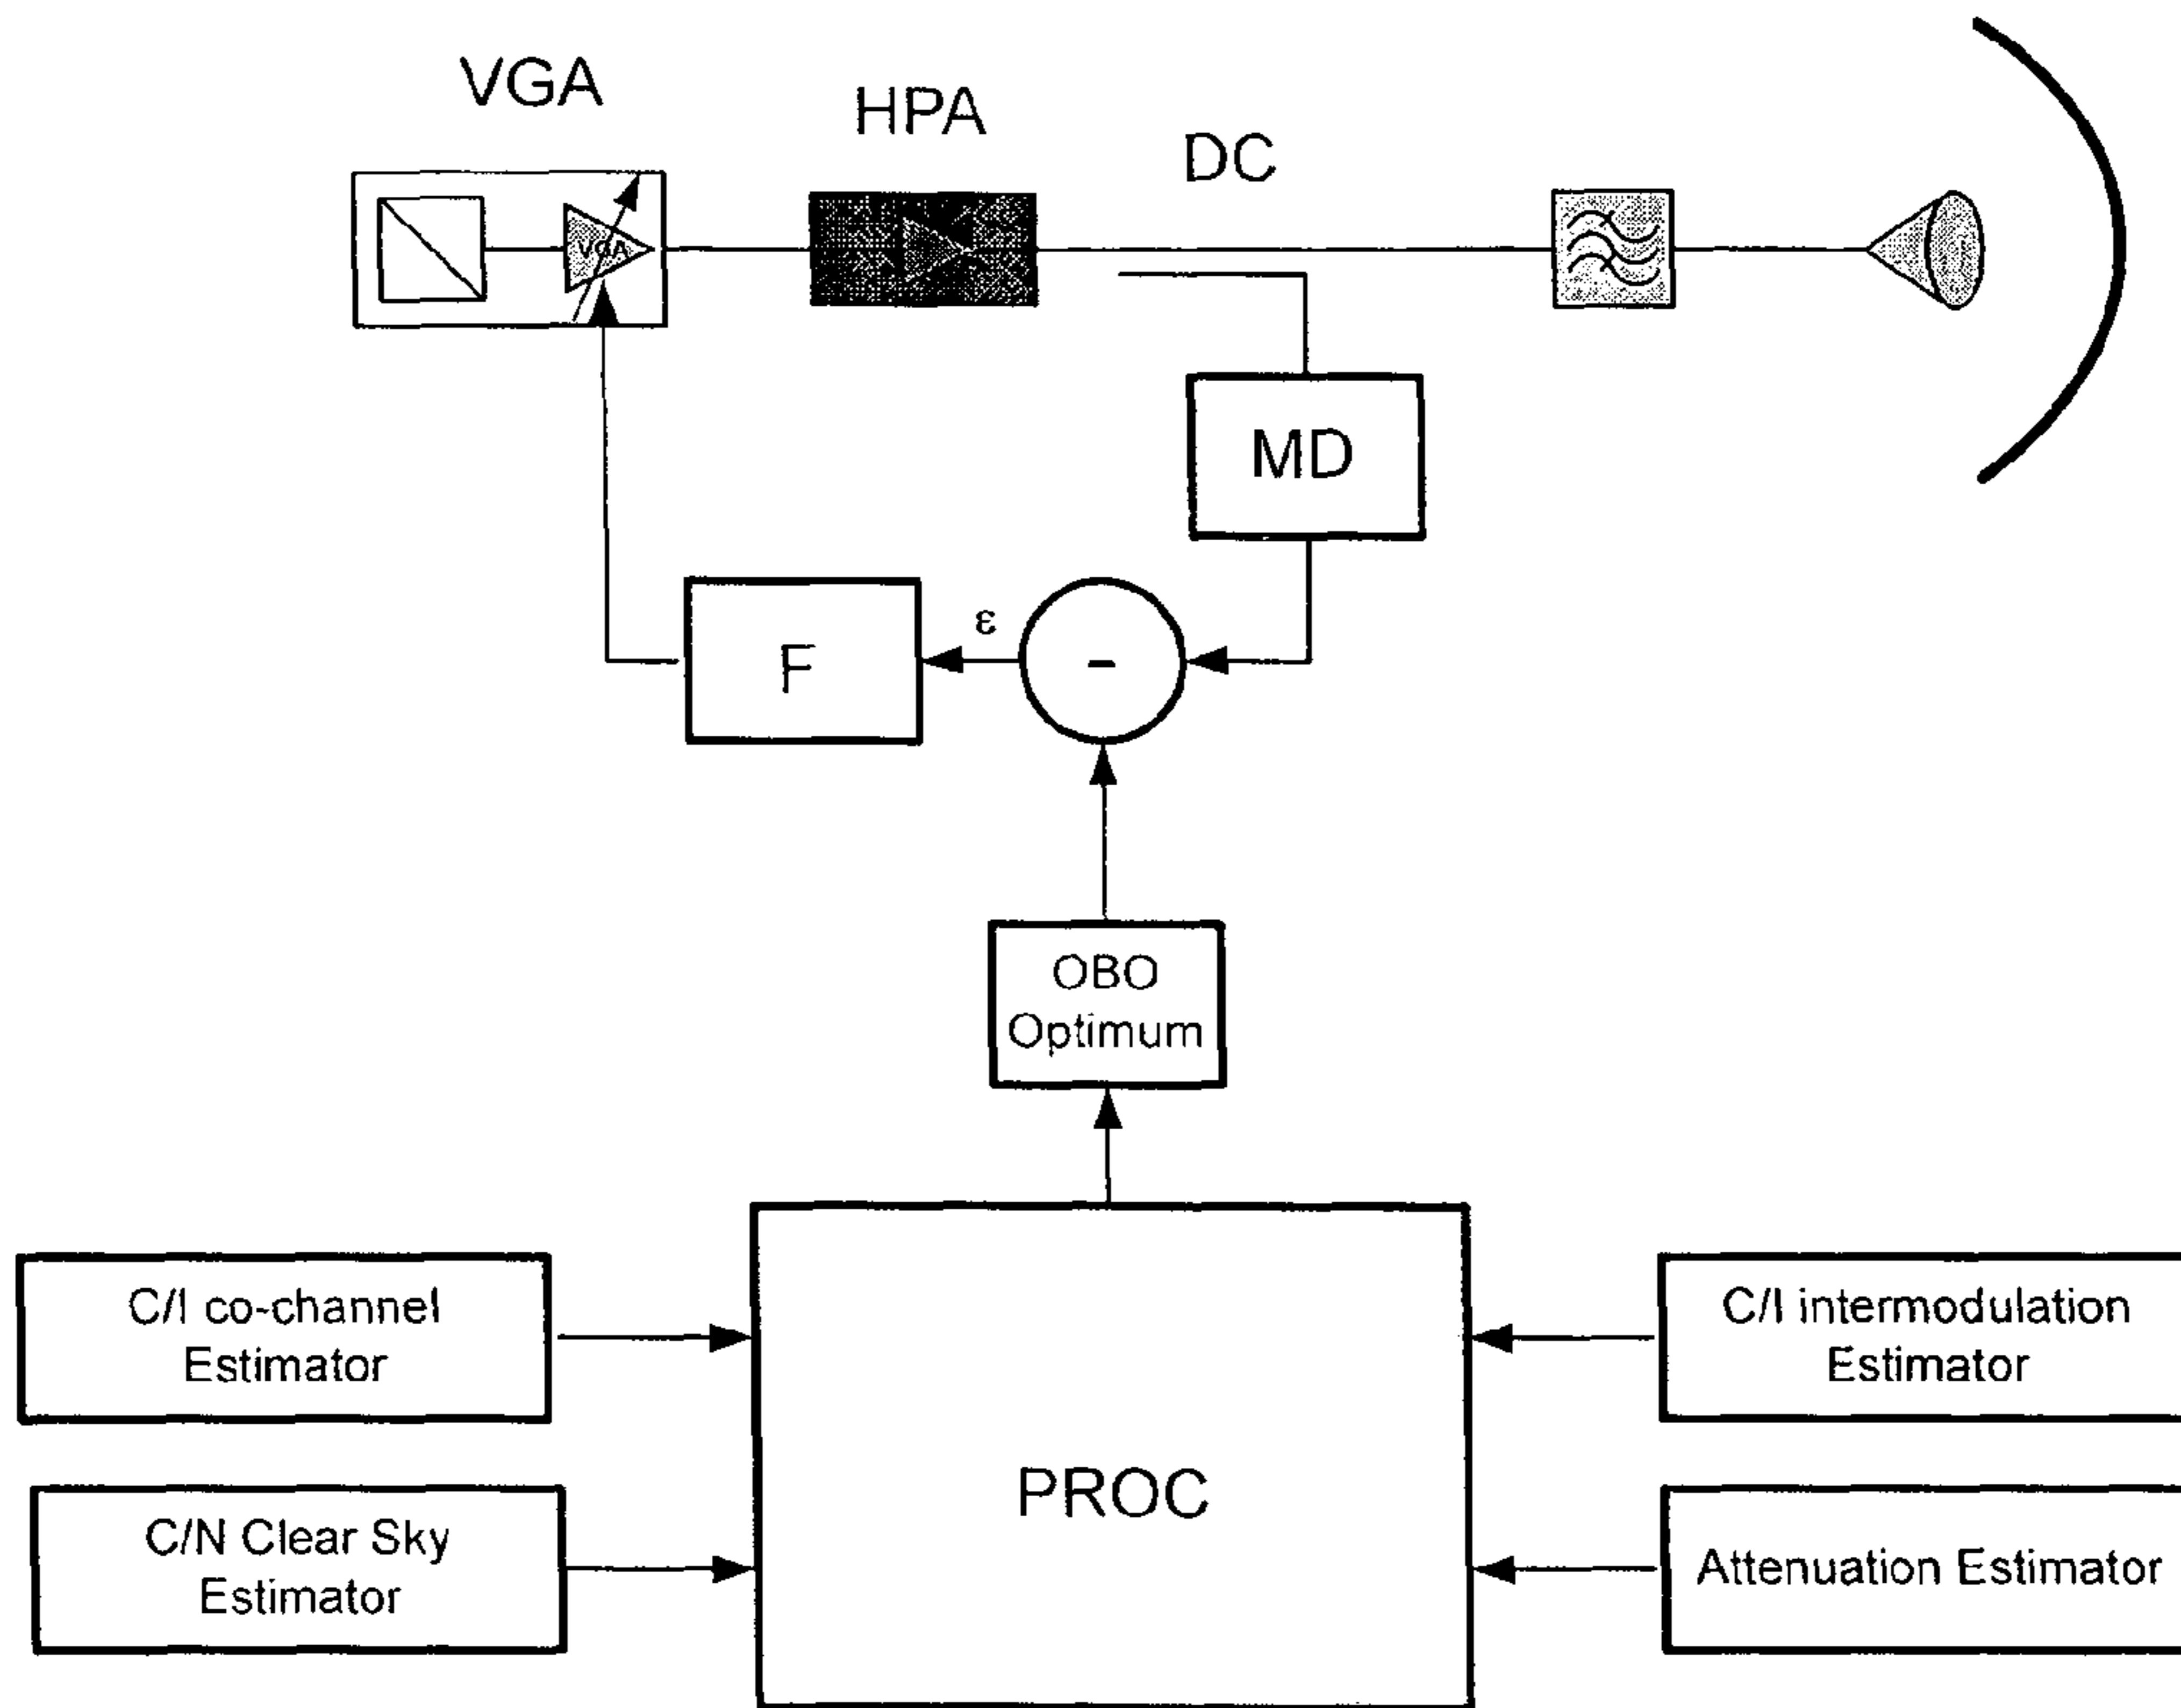 VGA
HPA
DC
VGA
MD
ε
F
-
OBO
Optimum
C/I co-channel
Estimator
C/I intermodulation
Estimator
PROC
C/N Clear Sky
Estimator
Attenuation Estimator